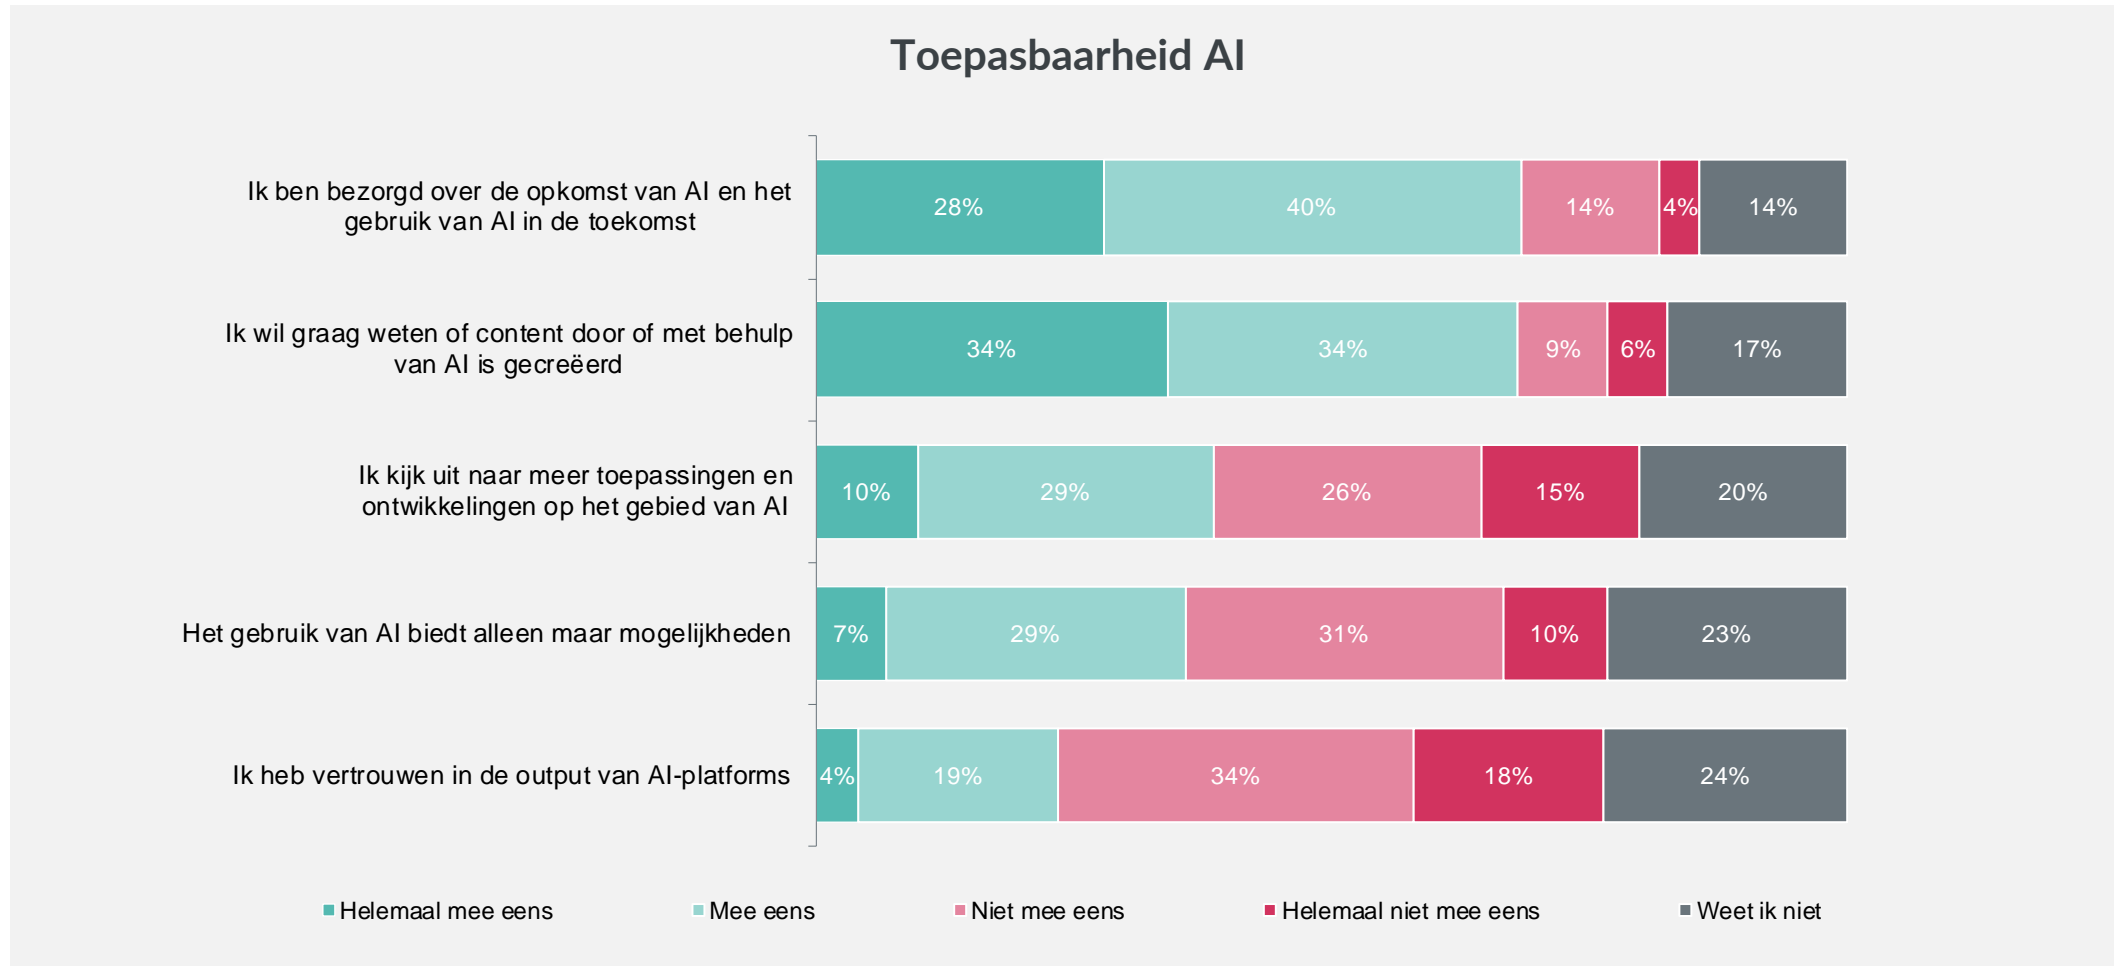 Toepasbaarheid AI
Ik ben bezorgd over de opkomst van AI en het
gebruik van AI in de toekomst
28% 40% 14% 4% 14%
Ik wil graag weten of content door of met behulp
van AI is gecreëerd
34% 34% 9% 6% 17%
Ik kijk uit naar meer toepassingen en
ontwikkelingen op het gebied van AI
10% 29% 26% 15% 20%
Het gebruik van AI biedt alleen maar mogelijkheden
7% 29% 31% 10% 23%
Ik heb vertrouwen in de output van AI-platforms
4% 19% 34% 18% 24%
Helemaal mee eens Mee eens Niet mee eens Helemaal niet mee eens Weet ik niet